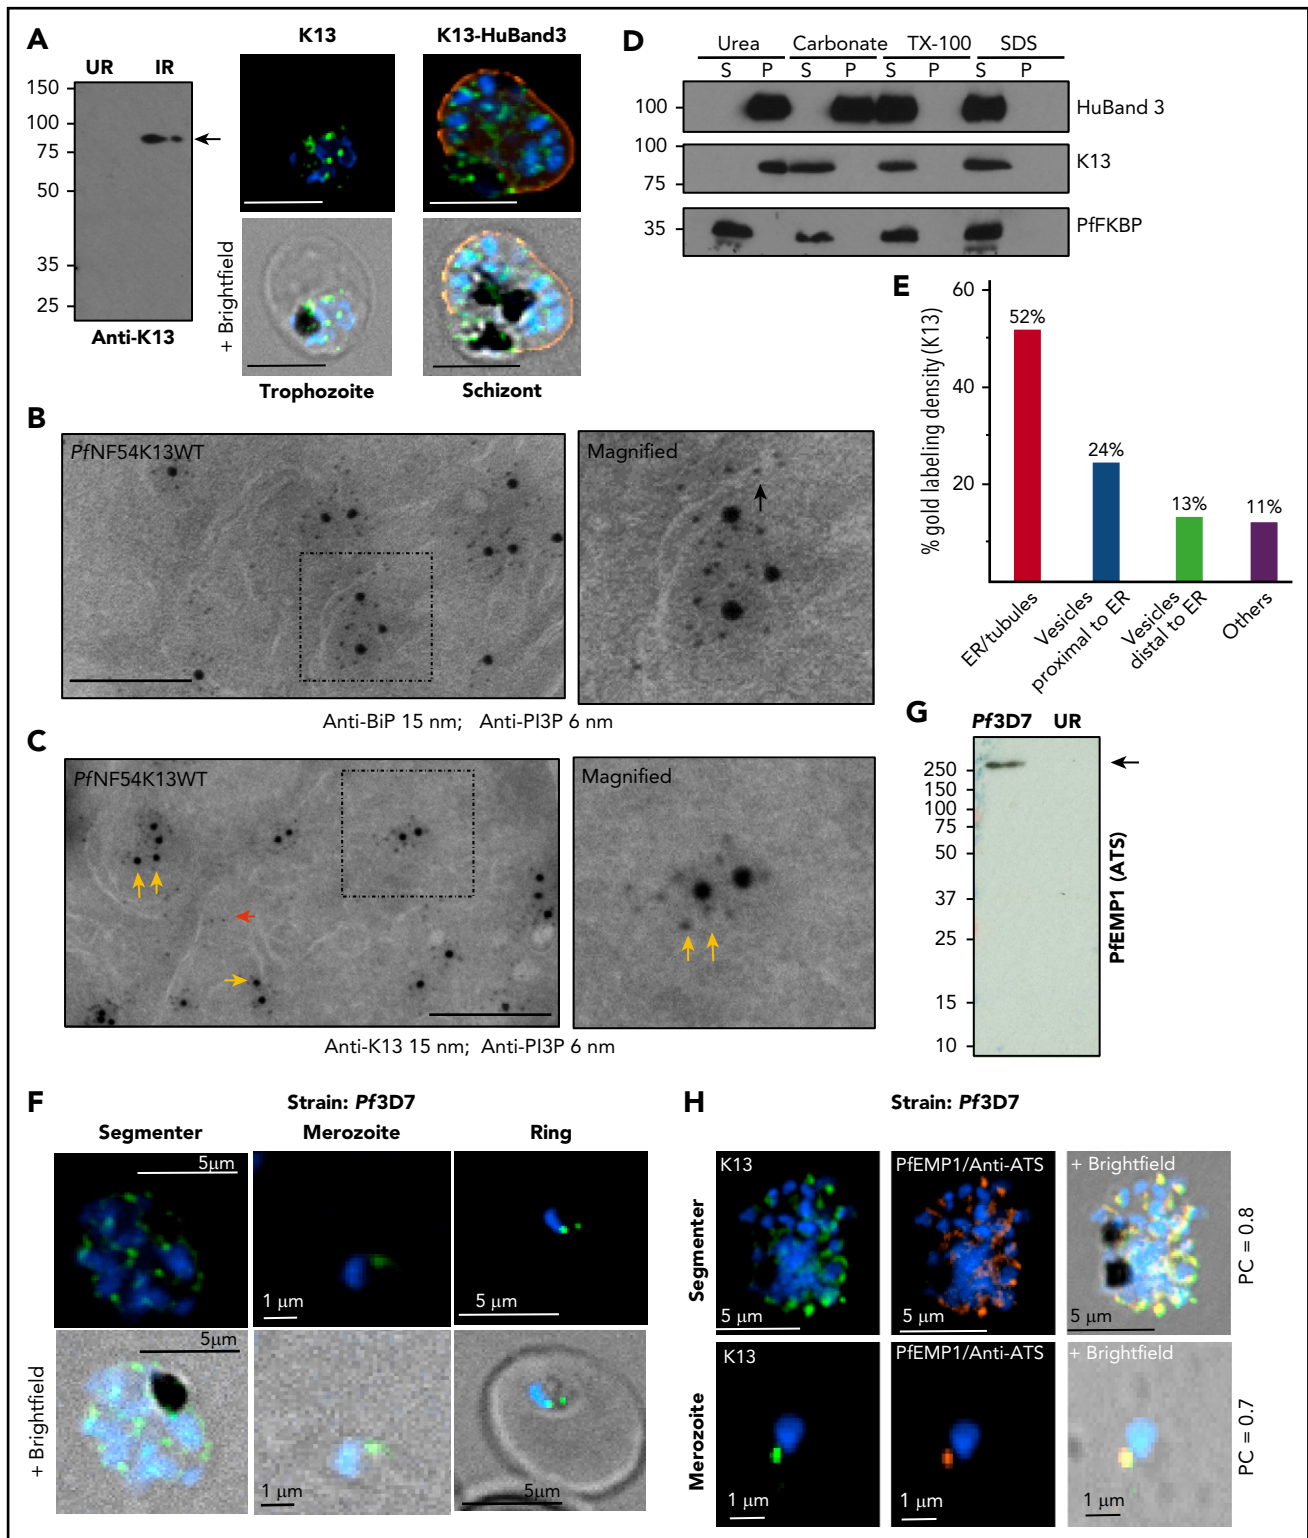 A
K13
K13-HuBand3
UR IR
150
100
75
50
35
25
Anti-K13
+ Brightfield
Trophozoite
Schizont
D
Urea Carbonate TX-100 SDS
S P S P S P S P
100
HuBand 3
100
75
K13
35
PfFKBP
E
% gold labeling density (K13)
60
40
20
52%
24%
13%
11%
ER/tubules
Vesicles
proximal to ER
Vesicles
distal to ER
Others
B
PfNF54K13WT
Magnified
Anti-BiP 15 nm; Anti-PI3P 6 nm
C
PfNF54K13WT
Magnified
Anti-K13 15 nm; Anti-PI3P 6 nm
G
Pf3D7 UR
250
150
100
75
50
37
25
15
10
PfEMP1 (ATS)
F
Strain: Pf3D7
Segmenter
Merozoite
Ring
5μm
1 μm
5 μm
+ Brightfield
5μm
1 μm
5μm
H
Strain: Pf3D7
Segmenter
K13
PfEMP1/Anti-ATS
+ Brightfield
5 μm
5 μm
5 μm
PC = 0.8
Merozoite
K13
PfEMP1/Anti-ATS
+ Brightfield
1 μm
1 μm
1 μm
PC = 0.7